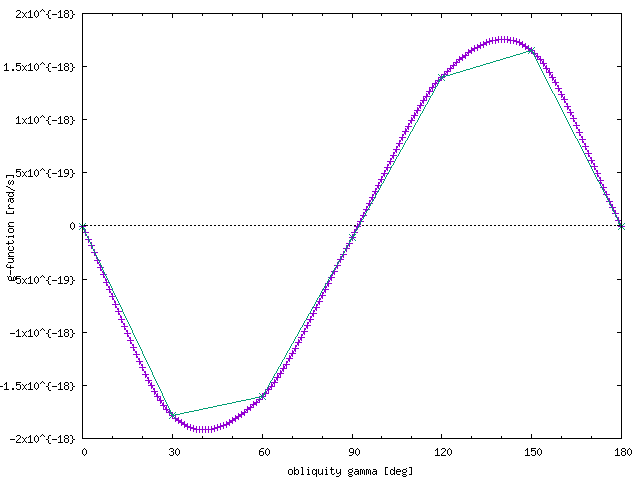 2x10^{-18}
1.5x10^{-18}
1x10^{-18}
5x10^{-19}
0
-5x10^{-19}
-1x10^{-18}
-1.5x10^{-18}
-2x10^{-18}
g-function [rad/s]
0 30 60 90 120 150 180
obliquity gamma [deg]